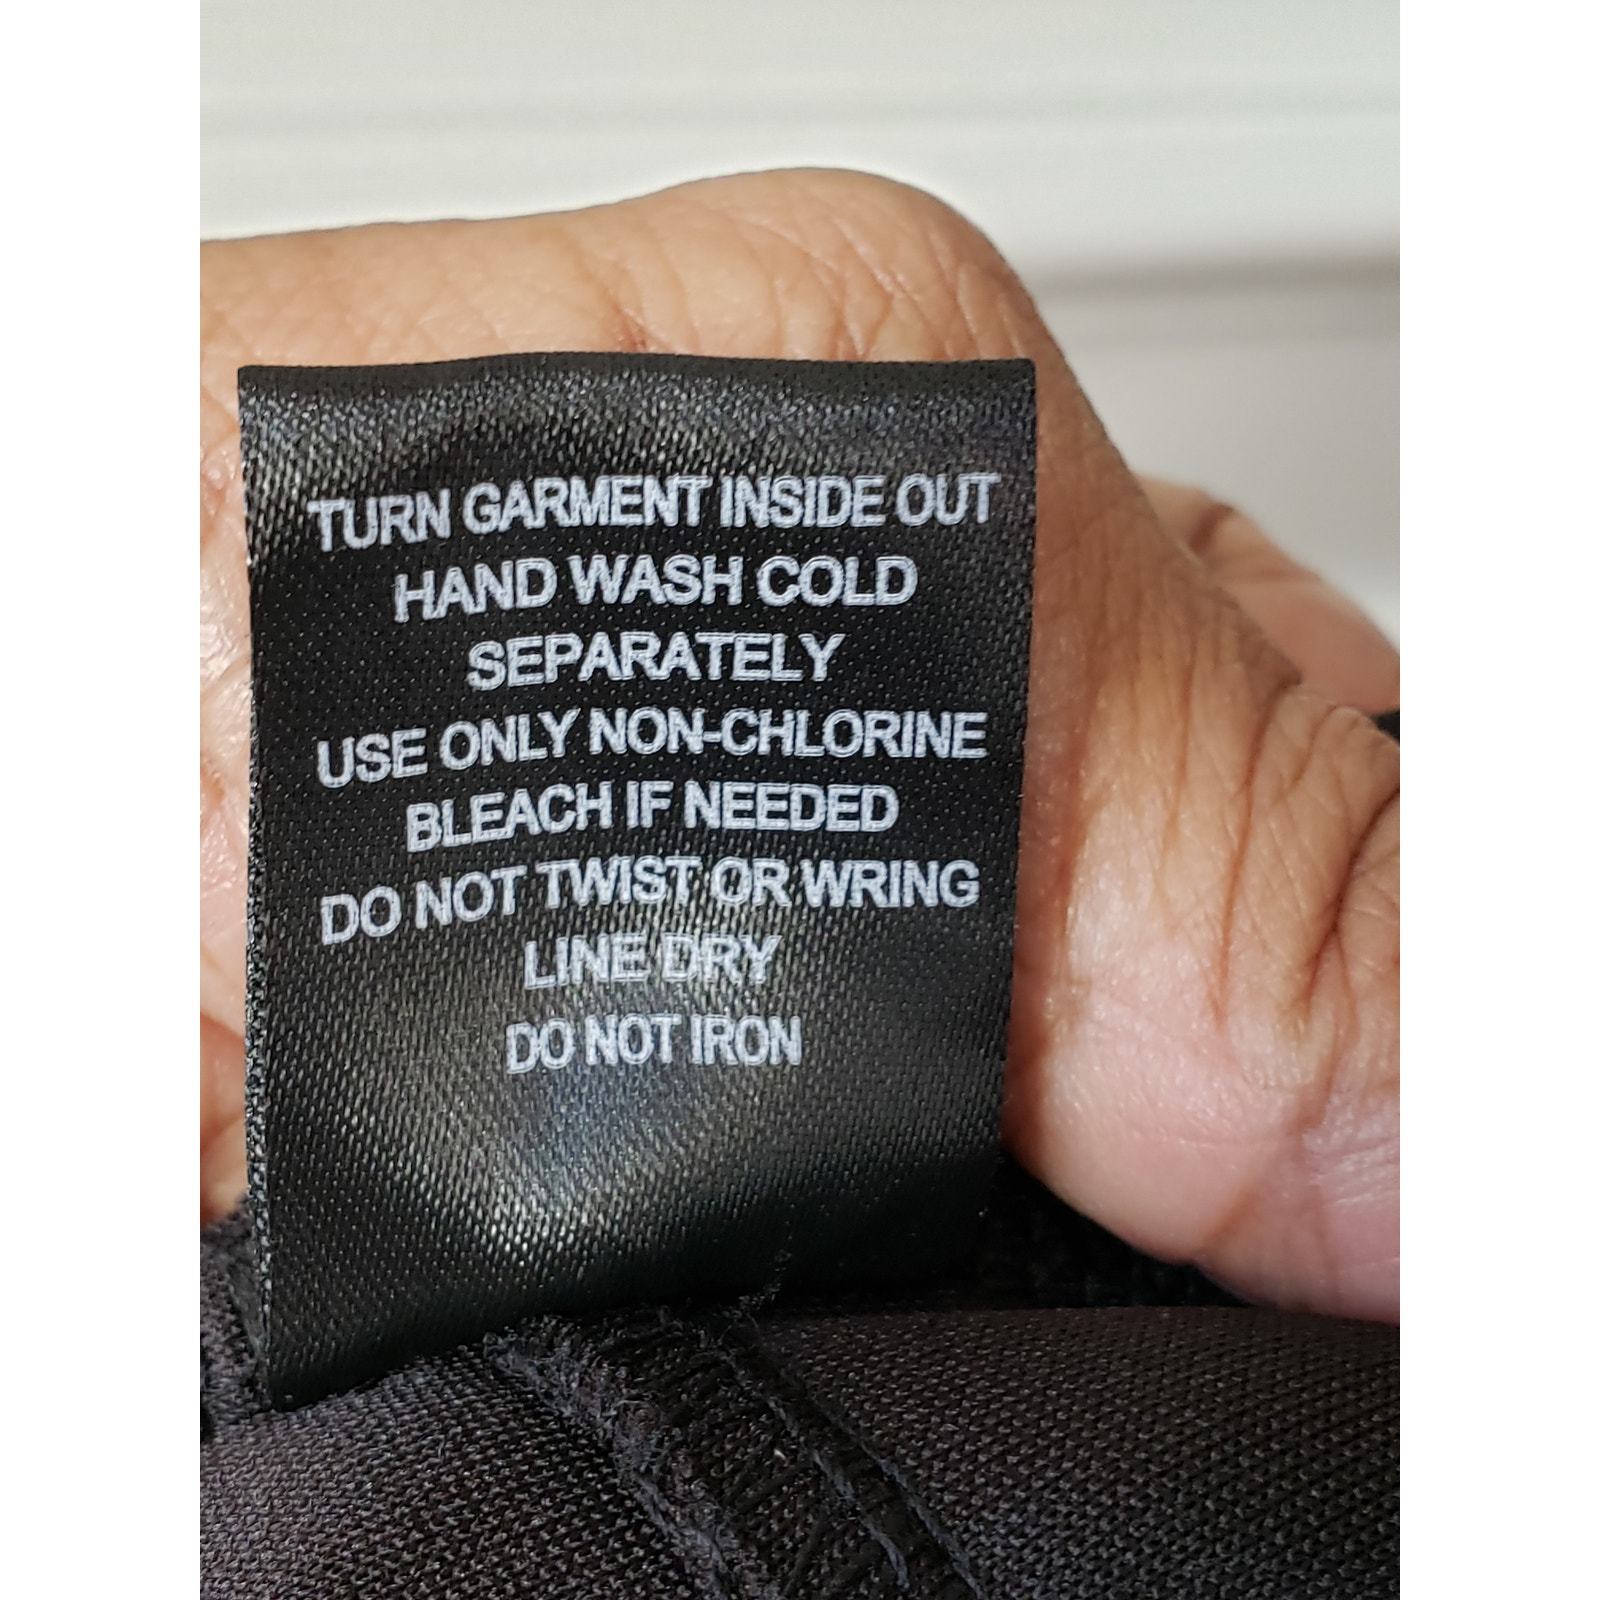 TURN GARMENT INSIDE OUT
HAND WASH COLD
SEPARATELY
USE ONLY NON-CHLORINE
BLEACH IF NEEDED
DO NOT TWIST OR WRING
LINE DRY
DO NOT IRON